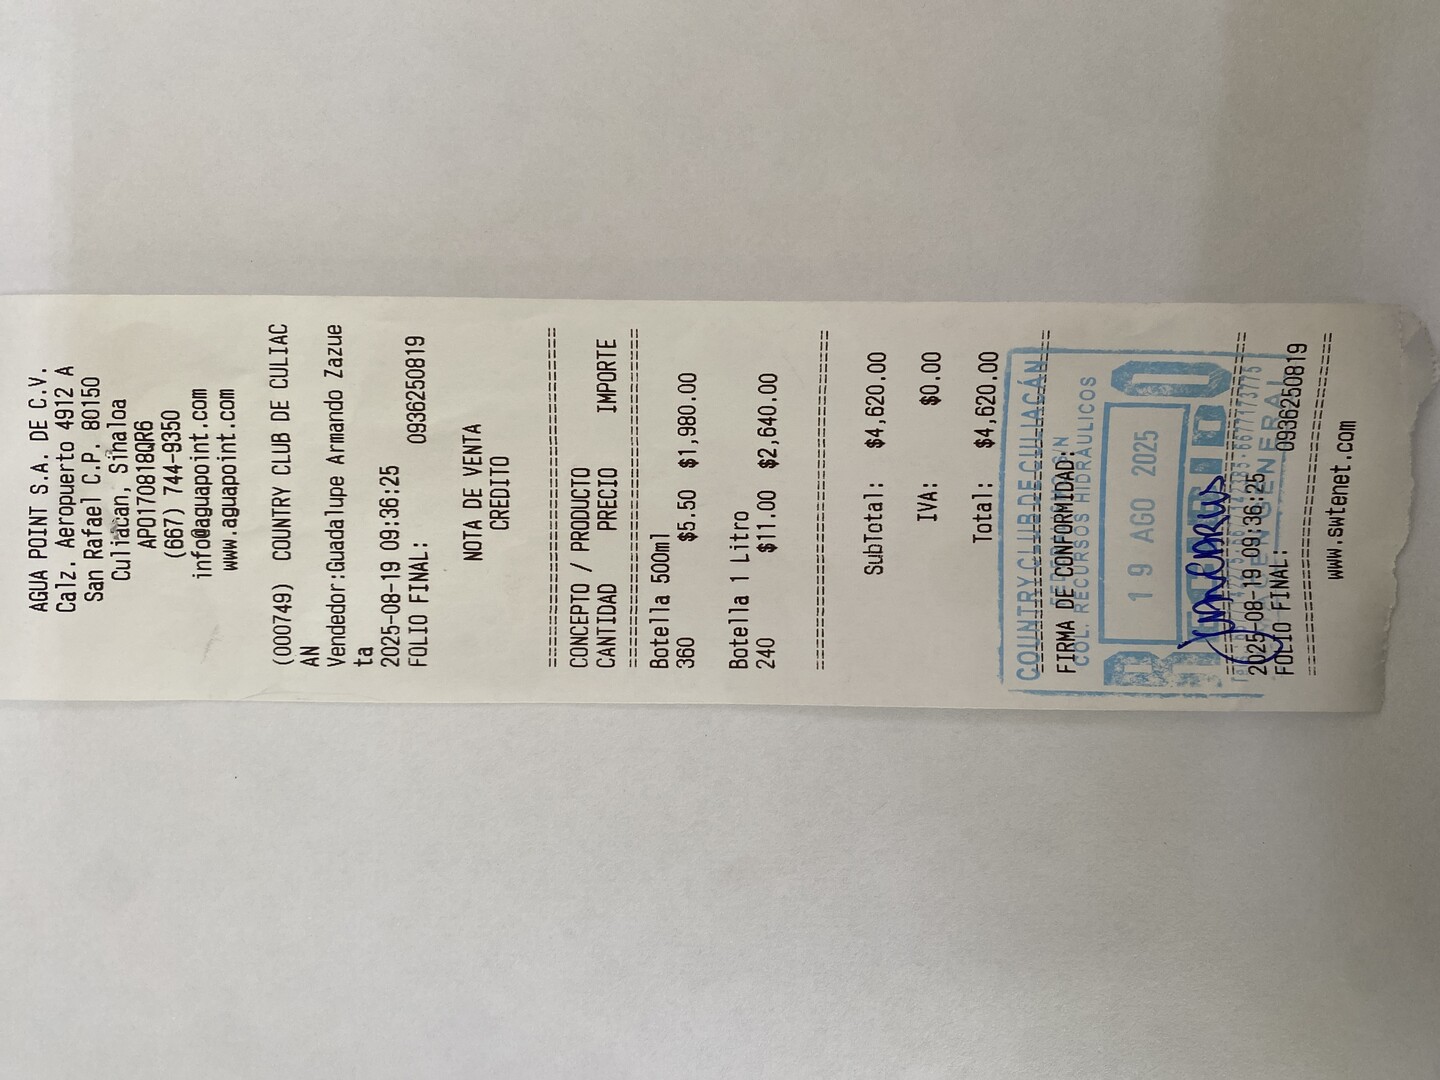 AGUA POINT S.A. DE C.V.
Calz. Aeropuerto 4912 A
San Rafael C.P. 80150
Culiacan, Sinaloa
APO170818QR6
(667) 744-9350
info@aguapoint.com
www.aguapoint.com
(000749) COUNTRY CLUB DE CULIAC
AN
Vendedor:Guadalupe Armando Zazue
ta
2025-08-19 09:36:25
FOLIO FINAL: 0936250819
NOTA DE VENTA
CREDITO
CONCEPTO / PRODUCTO
CANTIDAD PRECIO IMPORTE
Botella 500ml
360 $5.50 $1,980.00
Botella 1 Litro
240 $11.00 $2,640.00
SubTotal: $4,620.00
IVA: $0.00
Total: $4,620.00
COUNTRY CLUB DE CULIACÁN
FIRMA DE CONFORMIDAD:
COL. RECURSOS HIDRÁULICOS
19 AGO 2025
2025-08-19 09:36:25
FOLIO FINAL: 0936250819
www.swtenet.com